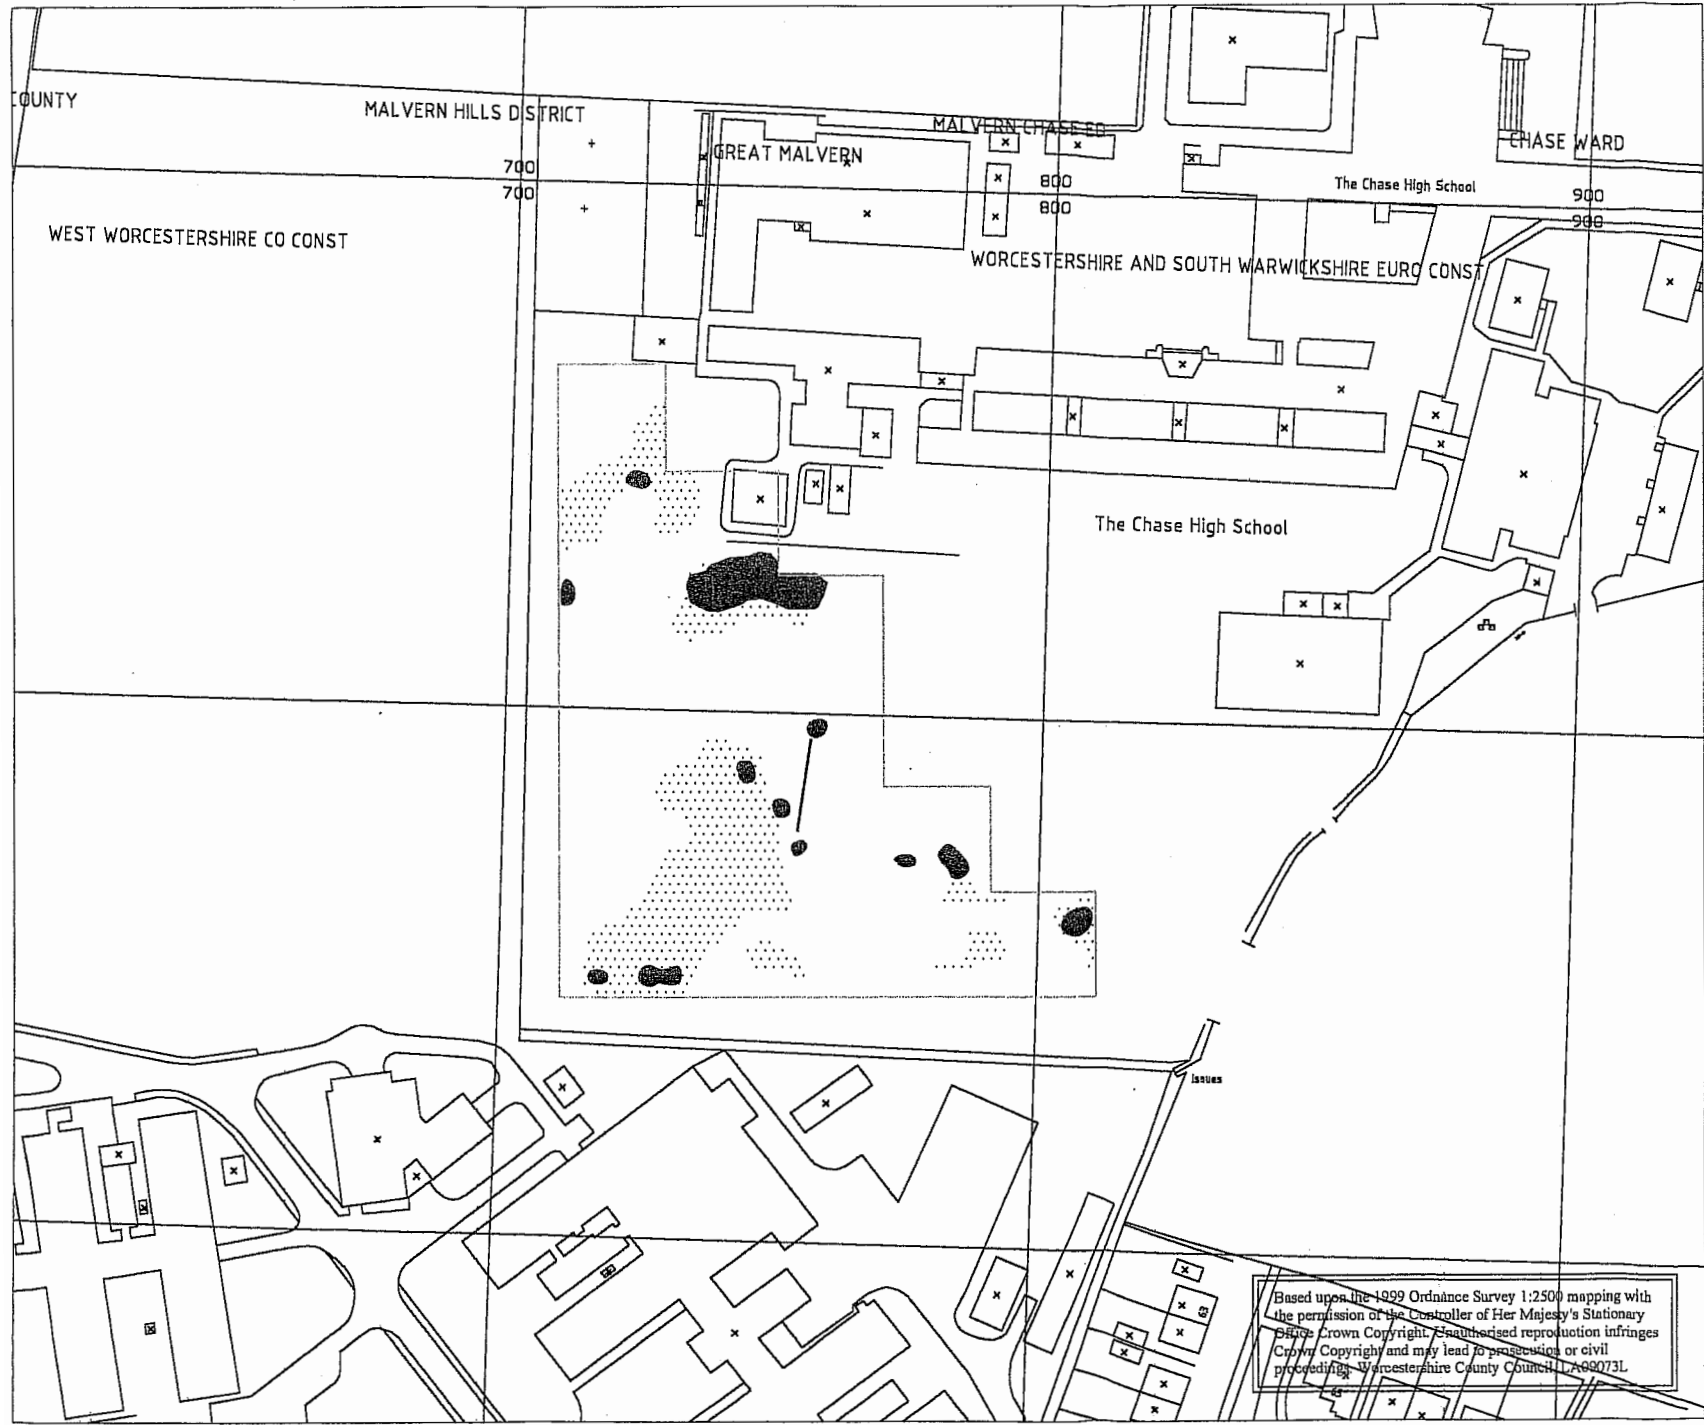 COUNTY
MALVERN HILLS DISTRICT
MALVERN CHASE ED
CHASE WARD
GREAT MALVERN
700
700
800
800
The Chase High School
900
900
WEST WORCESTERSHIRE CO CONST
WORCESTERSHIRE AND SOUTH WARWICKSHIRE EURO CONST
The Chase High School
Issues
63
Based upon the 1999 Ordnance Survey 1:2500 mapping with
the permission of the Controller of Her Majesty's Stationary
Office Crown Copyright. Unauthorised reproduction infringes
Crown Copyright and may lead to prosecution or civil
proceedings. Worcestershire County Council. LA09073L